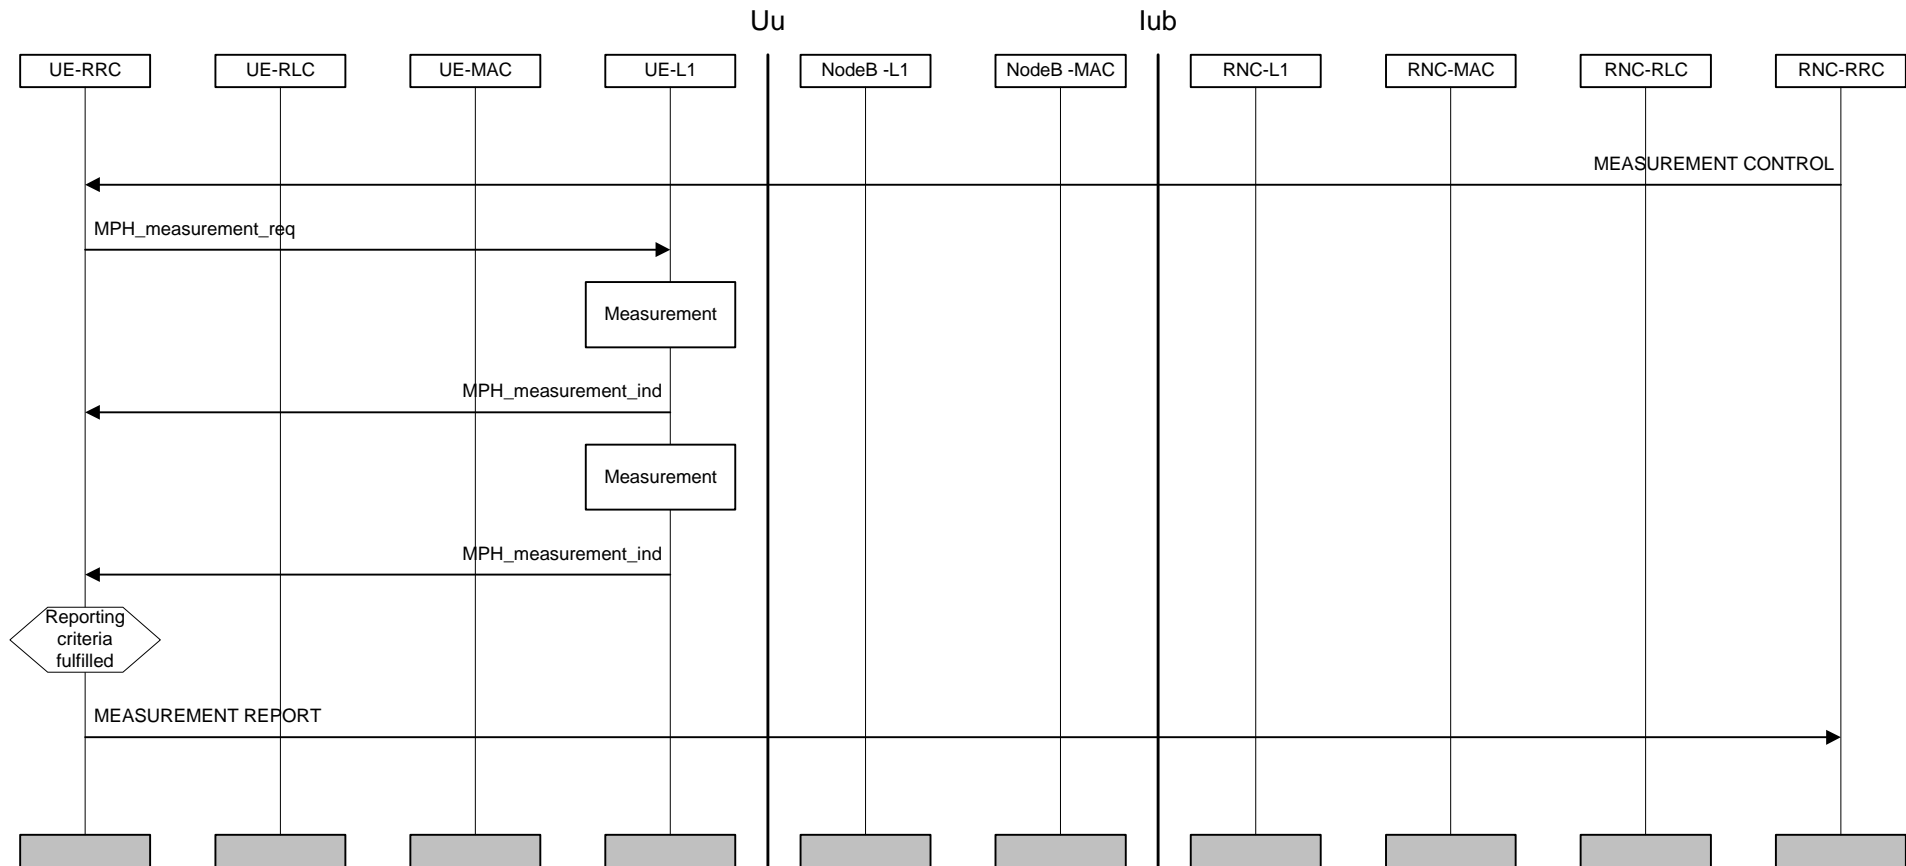 Uu
Iub
UE-RRC
UE-RLC
UE-MAC
UE-L1
NodeB -L1
NodeB -MAC
RNC-L1
RNC-MAC
RNC-RLC
RNC-RRC
MEASUREMENT CONTROL
MPH_measurement_req
Measurement
MPH_measurement_ind
Measurement
MPH_measurement_ind
Reporting
criteria
fulfilled
MEASUREMENT REPORT